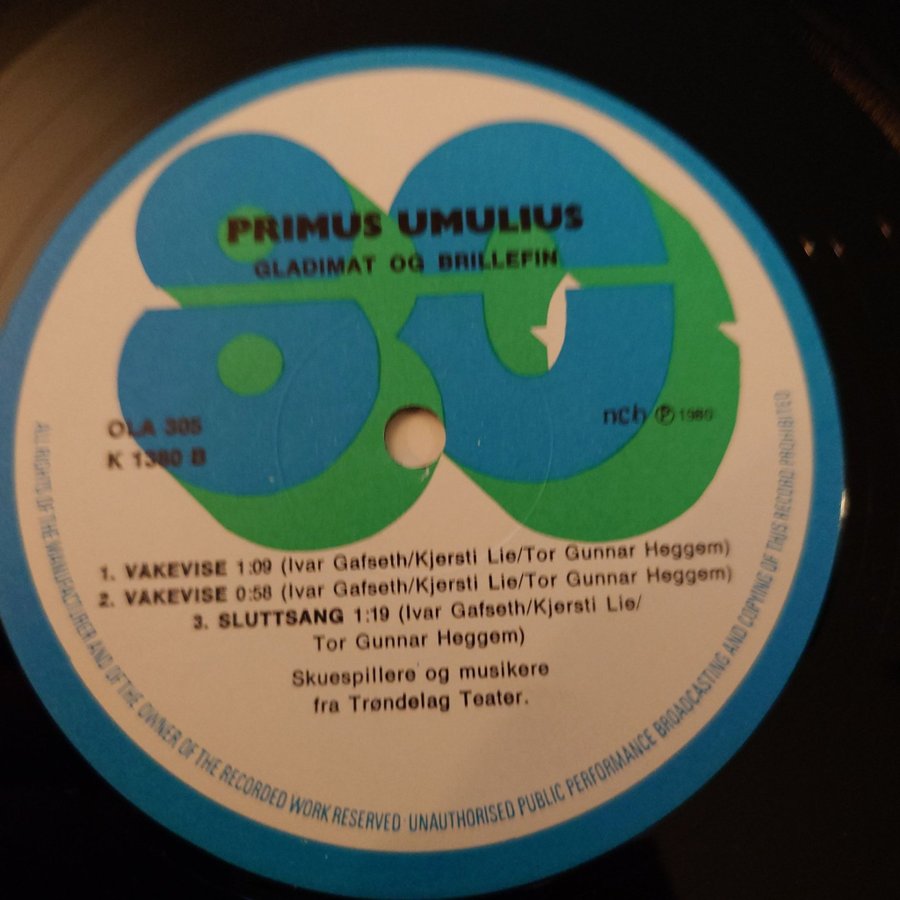 PRIMUS UMULIUS
GLADIMAT OG BRILLEFIN
OLA 305
K 1380 B
nch Ⓟ 1980
1. VAKEVISE 1:09 (Ivar Gafseth/Kjersti Lie/Tor Gunnar Heggem)
2. VAKEVISE 0:58 (Ivar Gafseth/Kjersti Lie/Tor Gunnar Heggem)
3. SLUTTSANG 1:19 (Ivar Gafseth/Kjersti Lie/
Tor Gunnar Heggem)
Skuespillere og musikere
fra Trøndelag Teater.
ALL RIGHTS OF THE MANUFACTURER AND OF THE OWNER OF THE RECORDED WORK RESERVED UNAUTHORISED PUBLIC PERFORMANCE BROADCASTING AND COPYING OF THIS RECORD PROHIBITED